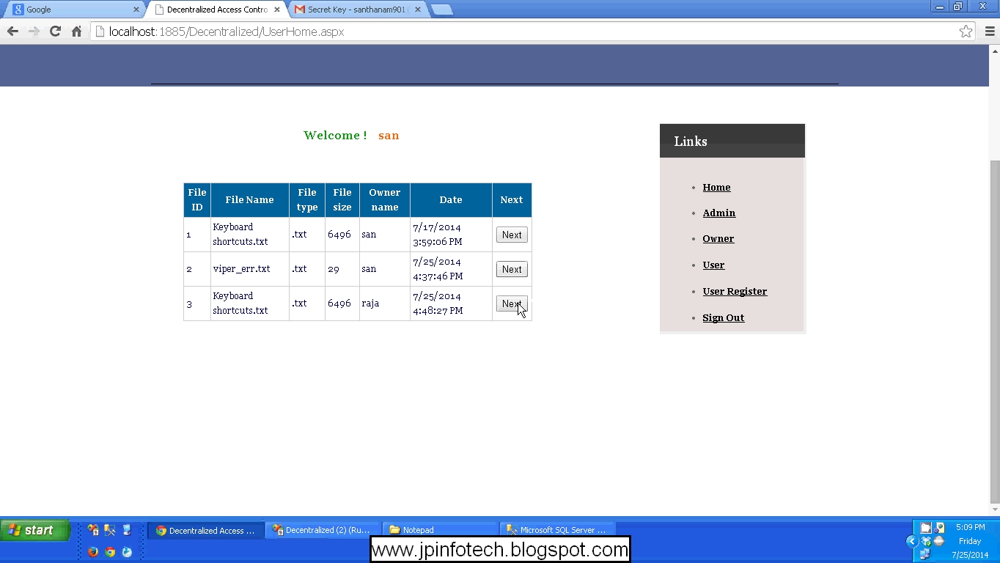 Google
Decentralized Access Contro
Secret Key - santhanam901
localhost:1885/Decentralized/UserHome.aspx
Welcome ! san
Links
Home
Admin
Owner
User
User Register
Sign Out
File ID File Name File type File size Owner name Date Next
1 Keyboard shortcuts.txt .txt 6496 san 7/17/2014 3:59:06 PM Next
2 viper_err.txt .txt 29 san 7/25/2014 4:37:46 PM Next
3 Keyboard shortcuts.txt .txt 6496 raja 7/25/2014 4:48:27 PM Next
start
Decentralized Access ...
Decentralized (2) (Ru...
Notepad
Microsoft SQL Server ...
5:09 PM
Friday
7/25/2014
www.jpinfotech.blogspot.com